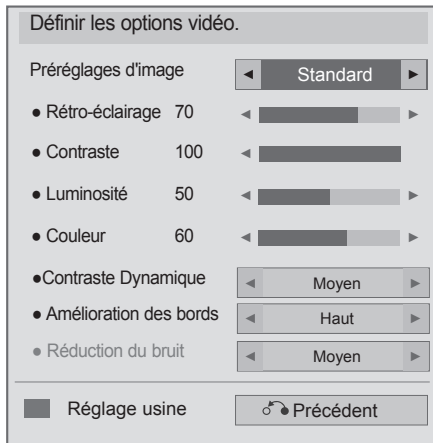 Définir les options vidéo.
Préréglages d'image ◄ Standard ►
● Rétro-éclairage 70 ◄ ►
● Contraste 100 ◄
● Luminosité 50 ◄ ►
● Couleur 60 ◄ ►
●Contraste Dynamique ◄ Moyen ►
● Amélioration des bords ◄ Haut ►
● Réduction du bruit ◄ Moyen ►
Réglage usine Précédent